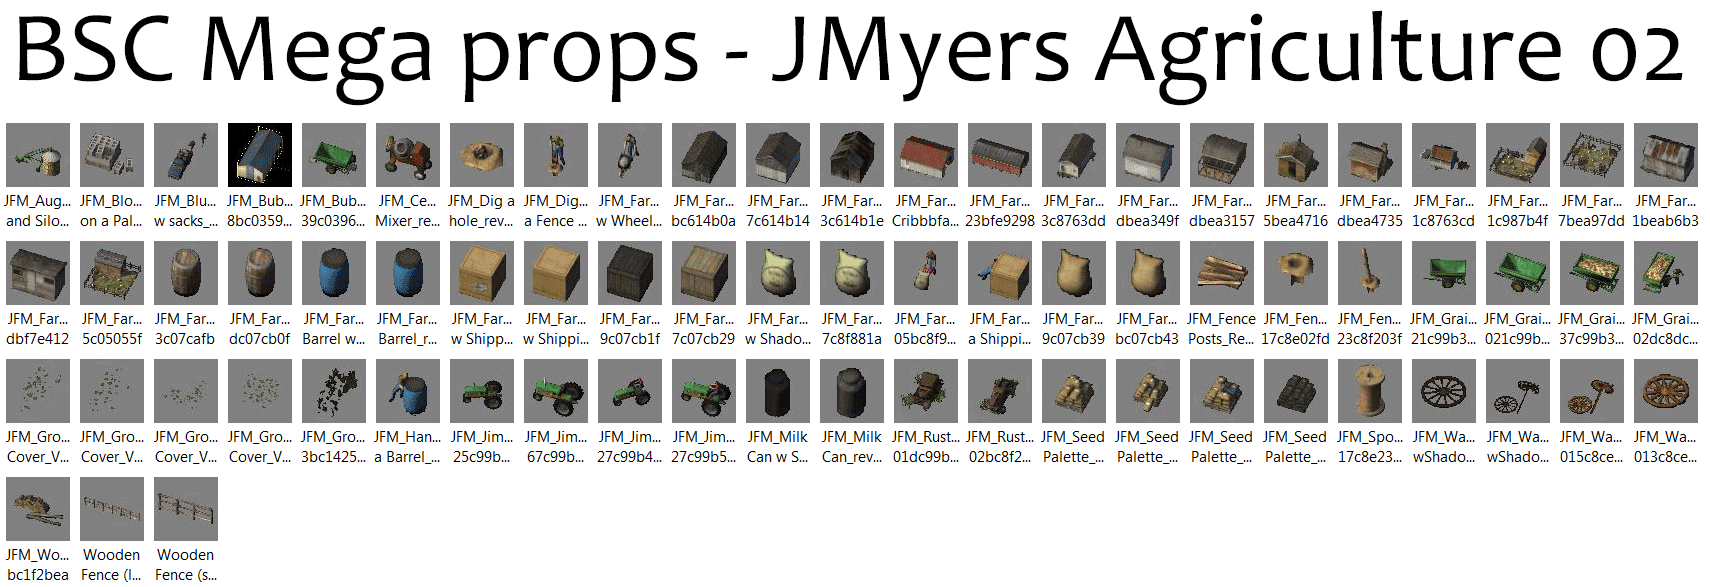 BSC Mega props - JMyers Agriculture 02
JFM_Aug... JFM_Blo... JFM_Blu... JFM_Bub... JFM_Bub... JFM_Ce... JFM_Dig a JFM_Dig... JFM_Far... JFM_Far... JFM_Far... JFM_Far... JFM_Far... JFM_Far... JFM_Far... JFM_Far... JFM_Far... JFM_Far... JFM_Far... JFM_Far... JFM_Far... JFM_Far... JFM_Far...
and Silo... on a Pal... w sacks_... 8bc0359... 39c0396... Mixer_re... hole_rev... a Fence ... w Wheel... bc614b0a 7c614b14 3c614b1e Cribbbfa... 23bfe9298 3c8763dd dbea349f dbea3157 5bea4716 dbea4735 1c8763cd 1c987b4f 7bea97dd 1beab6b3
JFM_Far... JFM_Far... JFM_Far... JFM_Far... JFM_Far... JFM_Far... JFM_Far... JFM_Far... JFM_Far... JFM_Far... JFM_Far... JFM_Far... JFM_Far... JFM_Far... JFM_Far... JFM_Far... JFM_Fence JFM_Fen... JFM_Fen... JFM_Grai... JFM_Grai... JFM_Grai... JFM_Grai...
dbf7e412 5c05055f 3c07cafb dc07cb0f Barrel w... Barrel_r... w Shipp... w Shippi... 9c07cb1f 7c07cb29 w Shado... 7c8f881a 05bc8f9... a Shippi... 9c07cb39 bc07cb43 Posts_Re... 17c8e02fd 23c8f203f 21c99b3... 021c99b... 37c99b3... 02dc8dc...
JFM_Gro... JFM_Gro... JFM_Gro... JFM_Gro... JFM_Gro... JFM_Han... JFM_Jim... JFM_Jim... JFM_Jim... JFM_Jim... JFM_Milk JFM_Milk JFM_Rust... JFM_Rust... JFM_Seed JFM_Seed JFM_Seed JFM_Seed JFM_Spo... JFM_Wa... JFM_Wa... JFM_Wa... JFM_Wa...
Cover_V... Cover_V... Cover_V... Cover_V... 3bc1425... a Barrel_... 25c99b... 67c99b... 27c99b4... 27c99b5... Can w S... Can_rev... 01dc99b... 02bc8f2... Palette_... Palette_... Palette_... Palette_... 17c8e23... wShado... wShado... 015c8ce... 013c8ce...
JFM_Wo... Wooden Wooden
bc1f2bea Fence (l... Fence (s...